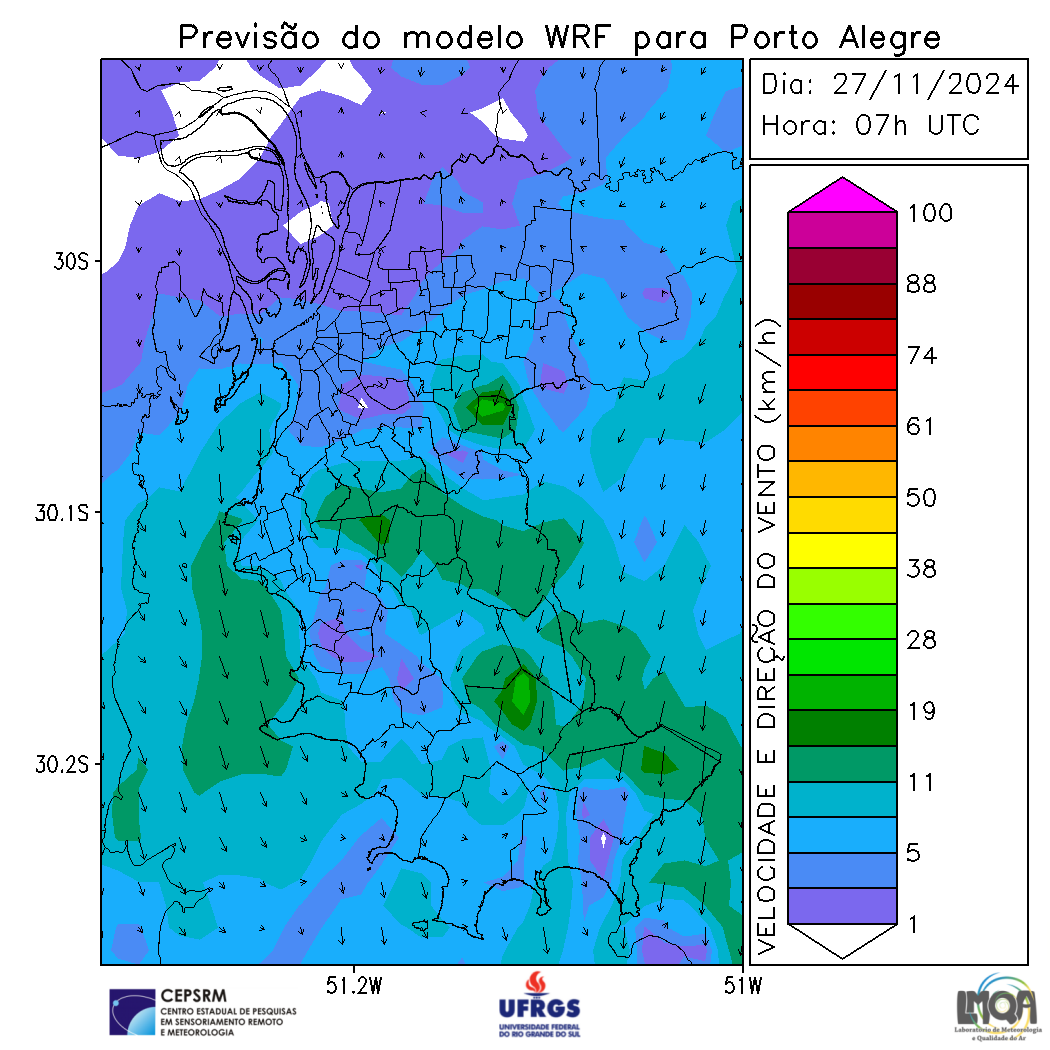 Previsão do modelo WRF para Porto Alegre
Dia: 27/11/2024
Hora: 07h UTC
30S
30.1S
30.2S
51.2W
51W
VELOCIDADE E DIREÇÃO DO VENTO (km/h)
100
88
74
61
50
38
28
19
11
5
1
CEPSRM
CENTRO ESTADUAL DE PESQUISAS
EM SENSORIAMENTO REMOTO
E METEOROLOGIA
UFRGS
UNIVERSIDADE FEDERAL
DO RIO GRANDE DO SUL
LMQA
Laboratório de Meteorologia
e Qualidade do Ar